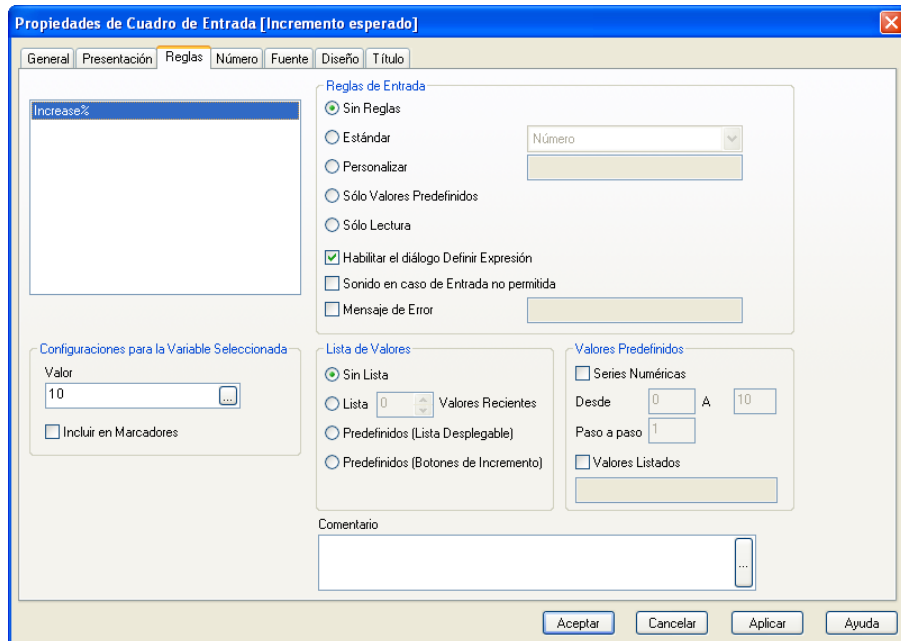 Propiedades de Cuadro de Entrada [Incremento esperado]
General Presentación Reglas Número Fuente Diseño Título
Increase%
Reglas de Entrada
Sin Reglas
Estándar Número
Personalizar
Sólo Valores Predefinidos
Sólo Lectura
Habilitar el diálogo Definir Expresión
Sonido en caso de Entrada no permitida
Mensaje de Error
Configuraciones para la Variable Seleccionada
Valor
10 ...
Incluir en Marcadores
Lista de Valores
Sin Lista
Lista 0 Valores Recientes
Predefinidos (Lista Desplegable)
Predefinidos (Botones de Incremento)
Valores Predefinidos
Series Numéricas
Desde 0 A 10
Paso a paso 1
Valores Listados
Comentario
...
Aceptar Cancelar Aplicar Ayuda